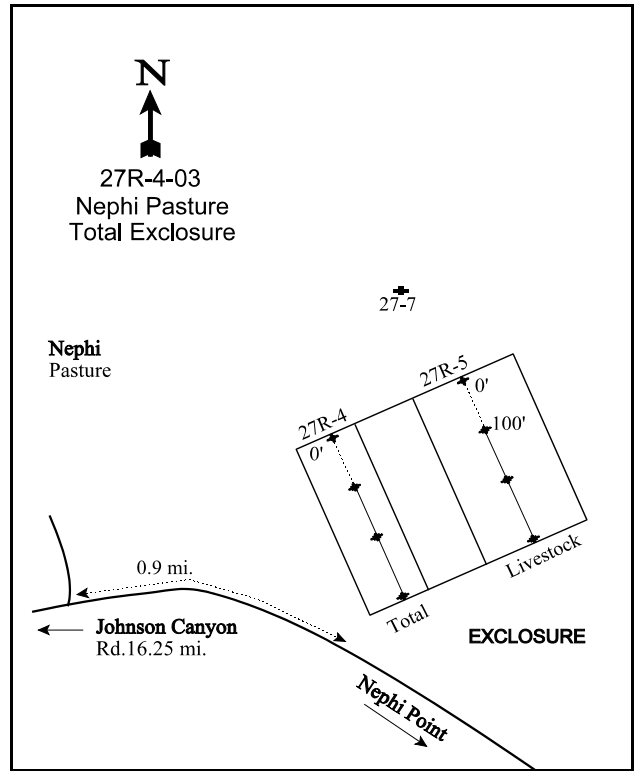 N
27R-4-03
Nephi Pasture
Total Exclosure
27-7
Nephi
Pasture
27R-5
0'
27R-4
0'
100'
Livestock
0.9 mi.
Total
Johnson Canyon
Rd.16.25 mi.
EXCLOSURE
Nephi Point